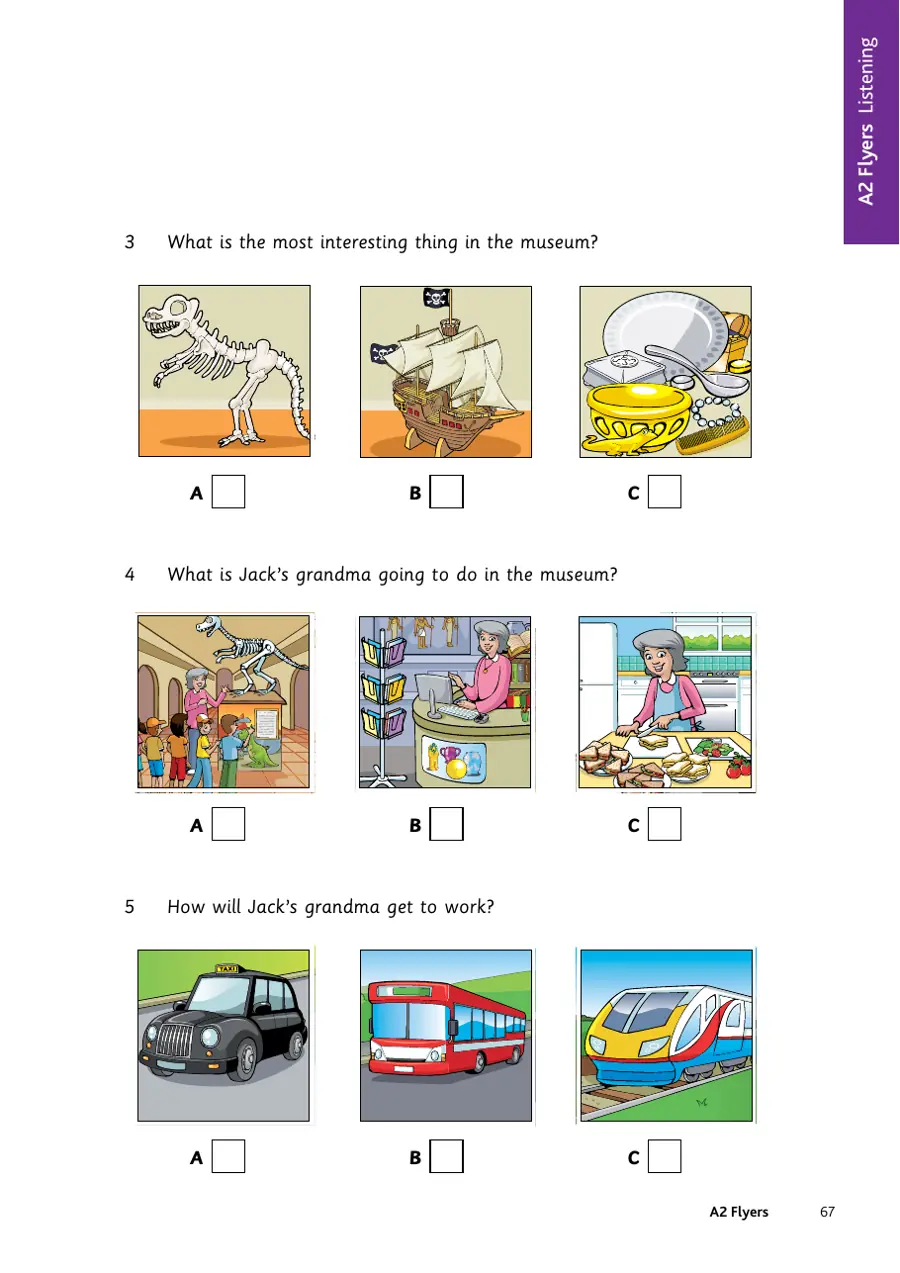 A2 Flyers Listening
3 What is the most interesting thing in the museum?
A B C
4 What is Jack's grandma going to do in the museum?
A B C
5 How will Jack's grandma get to work?
TAXI
A B C
A2 Flyers 67